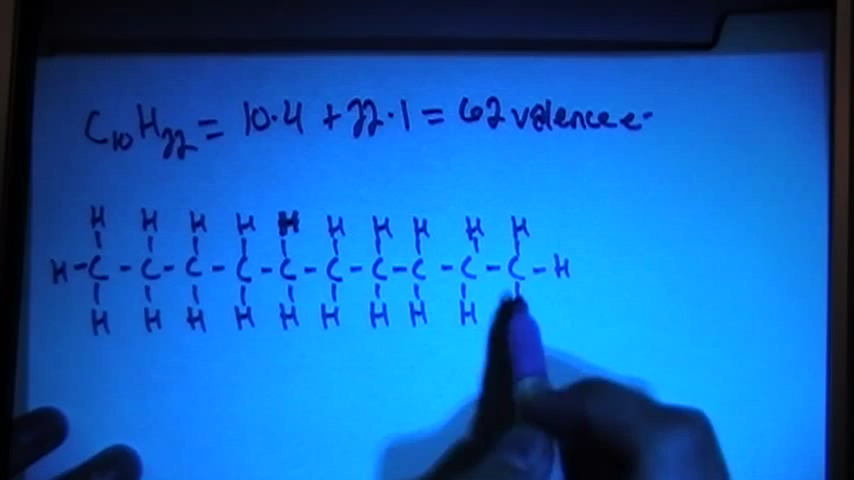 C₁₀H₂₂ = 10·4 + 22·1 = 62 valence e-
H H H H H H H H H H
H-C-C-C-C-C-C-C-C-C-C-H
H H H H H H H H H